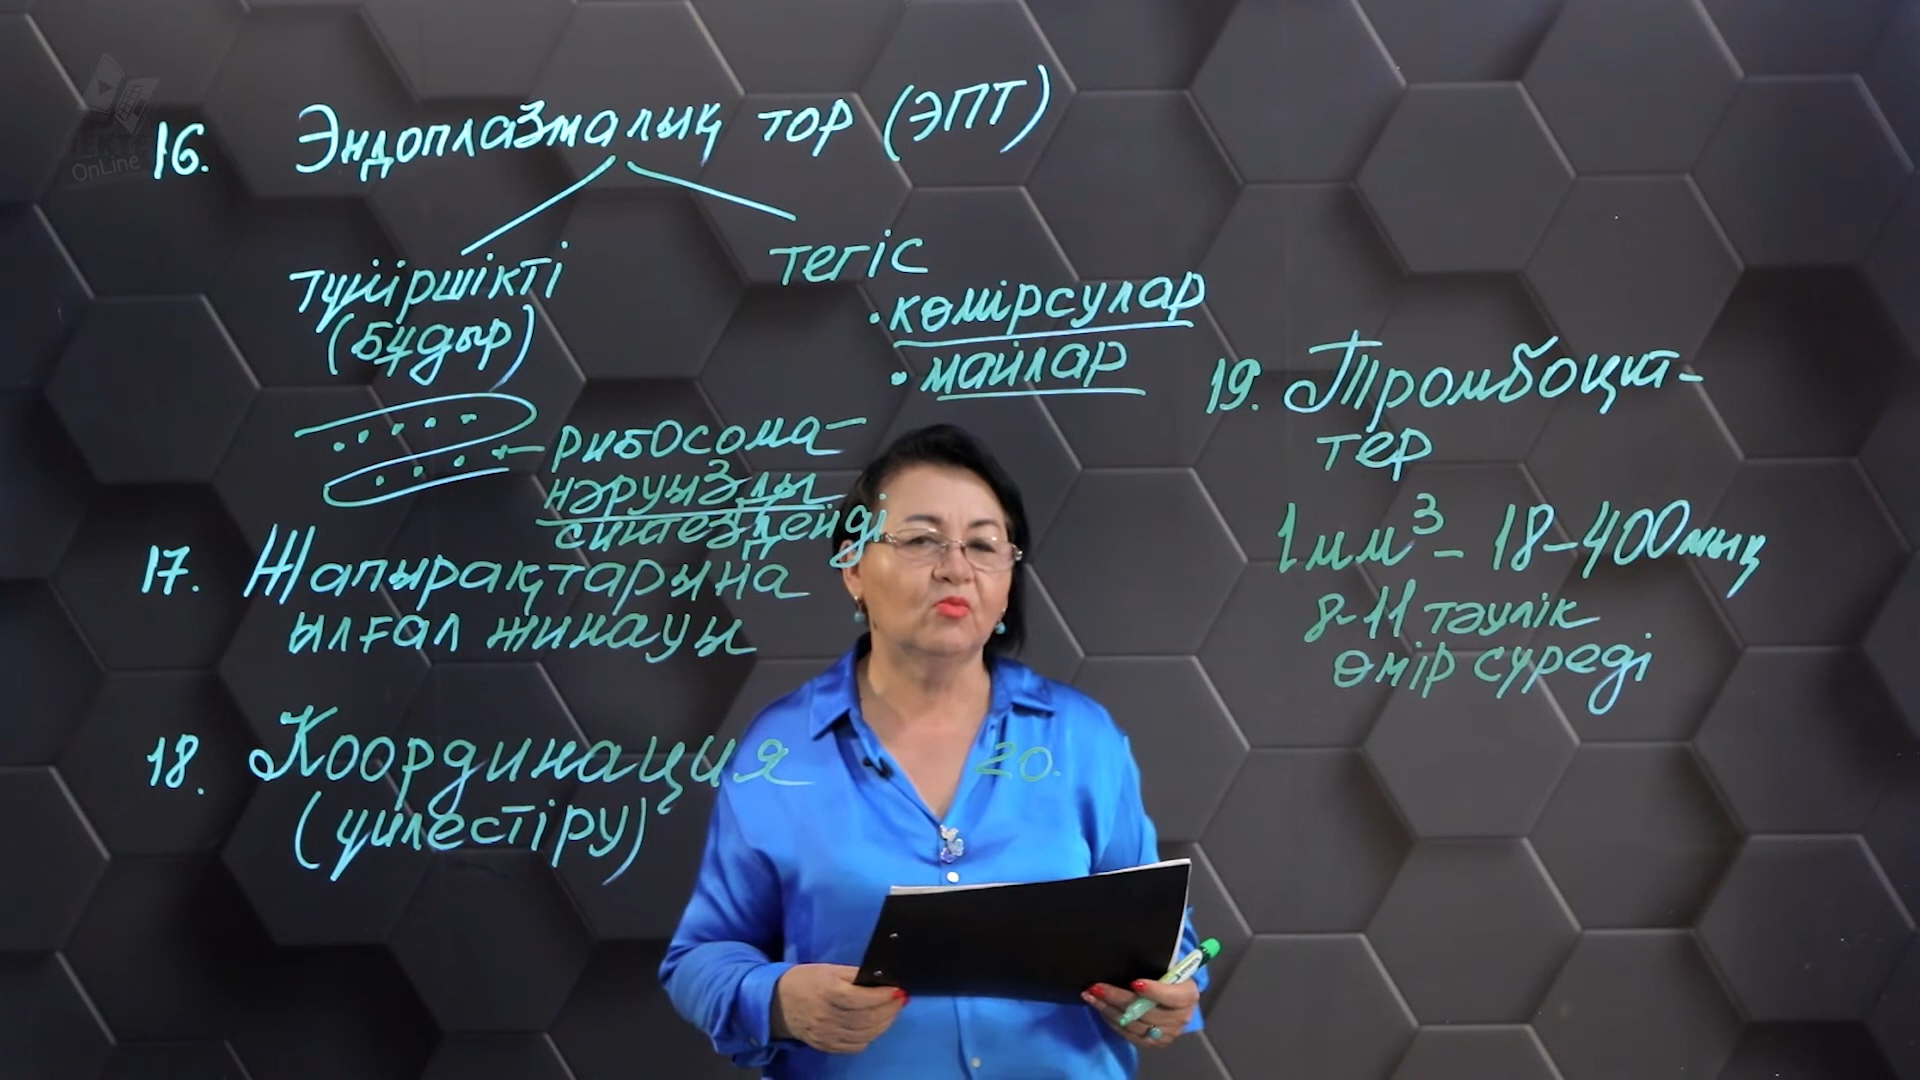 16. Эндоплазмалық тор (ЭПТ)
түйіршікті
(бұдыр)
тегіс
• көмірсулар
• майлар
рибосома-
нәруызды
синтездейді
17. Жапырақтарына
ылғал жинауы
18. Координация
(үйлестіру)
19. Тромбоцит-
тер
1мм³ - 18-400мың
8-11 тәулік
өмір сүреді
20.
OnLine